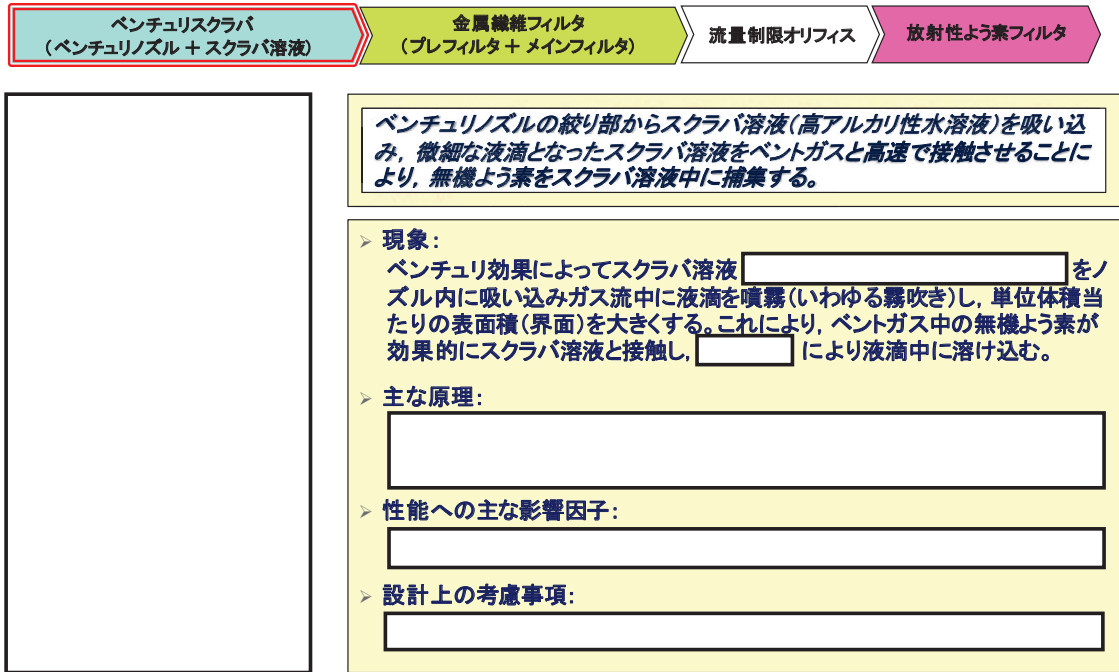 ベンチュリスクラバ
（ベンチュリノズル ＋ スクラバ溶液）
金属繊維フィルタ
（プレフィルタ＋ メインフィルタ）
流量制限オリフィス
放射性よう素フィルタ
ベンチュリノズルの絞り部からスクラバ溶液（高アルカリ性水溶液）を吸い込
み，微細な液滴となったスクラバ溶液をベントガスと高速で接触させることに
より，無機よう素をスクラバ溶液中に捕集する。
➢ 現象：
ベンチュリ効果によってスクラバ溶液 をノ
ズル内に吸い込みガス流中に液滴を噴霧（いわゆる霧吹き）し，単位体積当
たりの表面積（界面）を大きくする。これにより，ベントガス中の無機よう素が
効果的にスクラバ溶液と接触し， により液滴中に溶け込む。
➢ 主な原理：
➢ 性能への主な影響因子：
➢ 設計上の考慮事項：